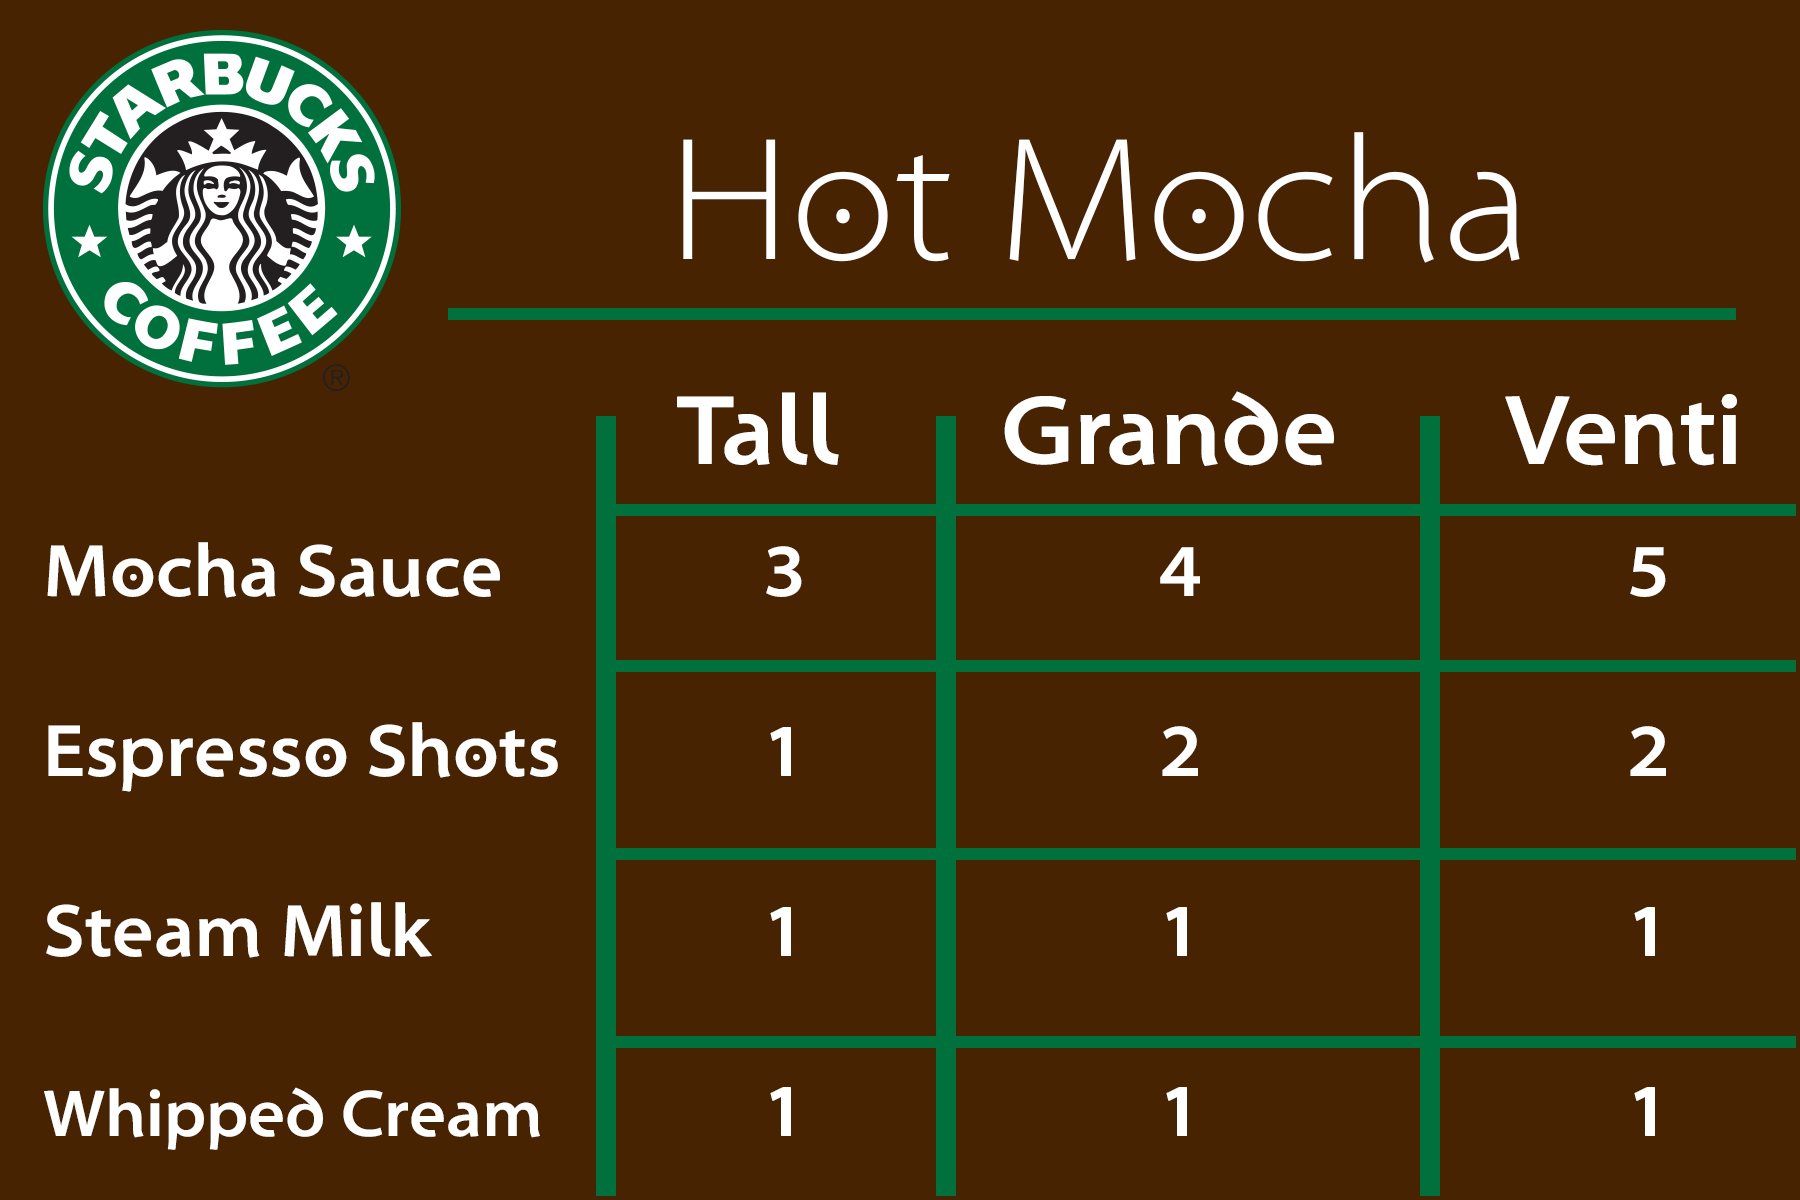 STARBUCKS
COFFEE
®
Hot Mocha
Tall Grande Venti
Mocha Sauce 3 4 5
Espresso Shots 1 2 2
Steam Milk 1 1 1
Whipped Cream 1 1 1